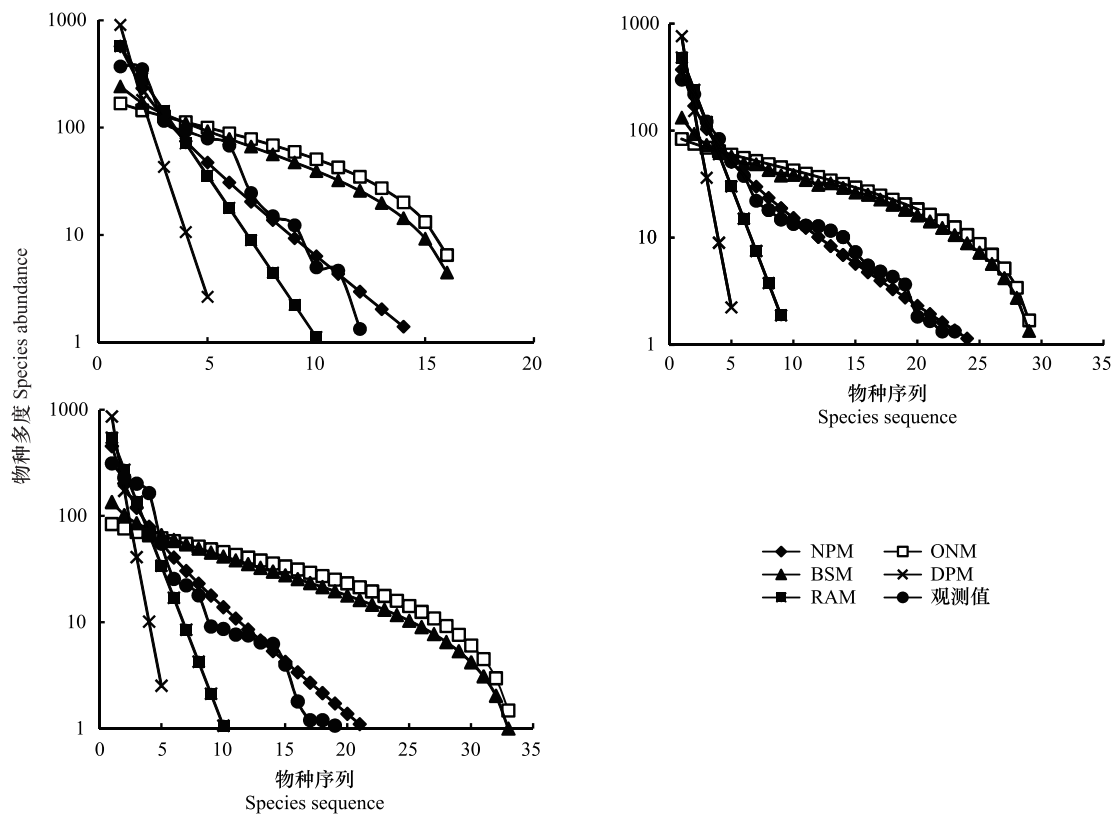 物种多度 Species abundance
1000
100
10
1
0 5 10 15 20
1000
100
10
1
0 5 10 15 20 25 30 35
物种序列
Species sequence
1000
100
10
1
0 5 10 15 20 25 30 35
物种序列
Species sequence
NPM ONM
BSM DPM
RAM 观测值